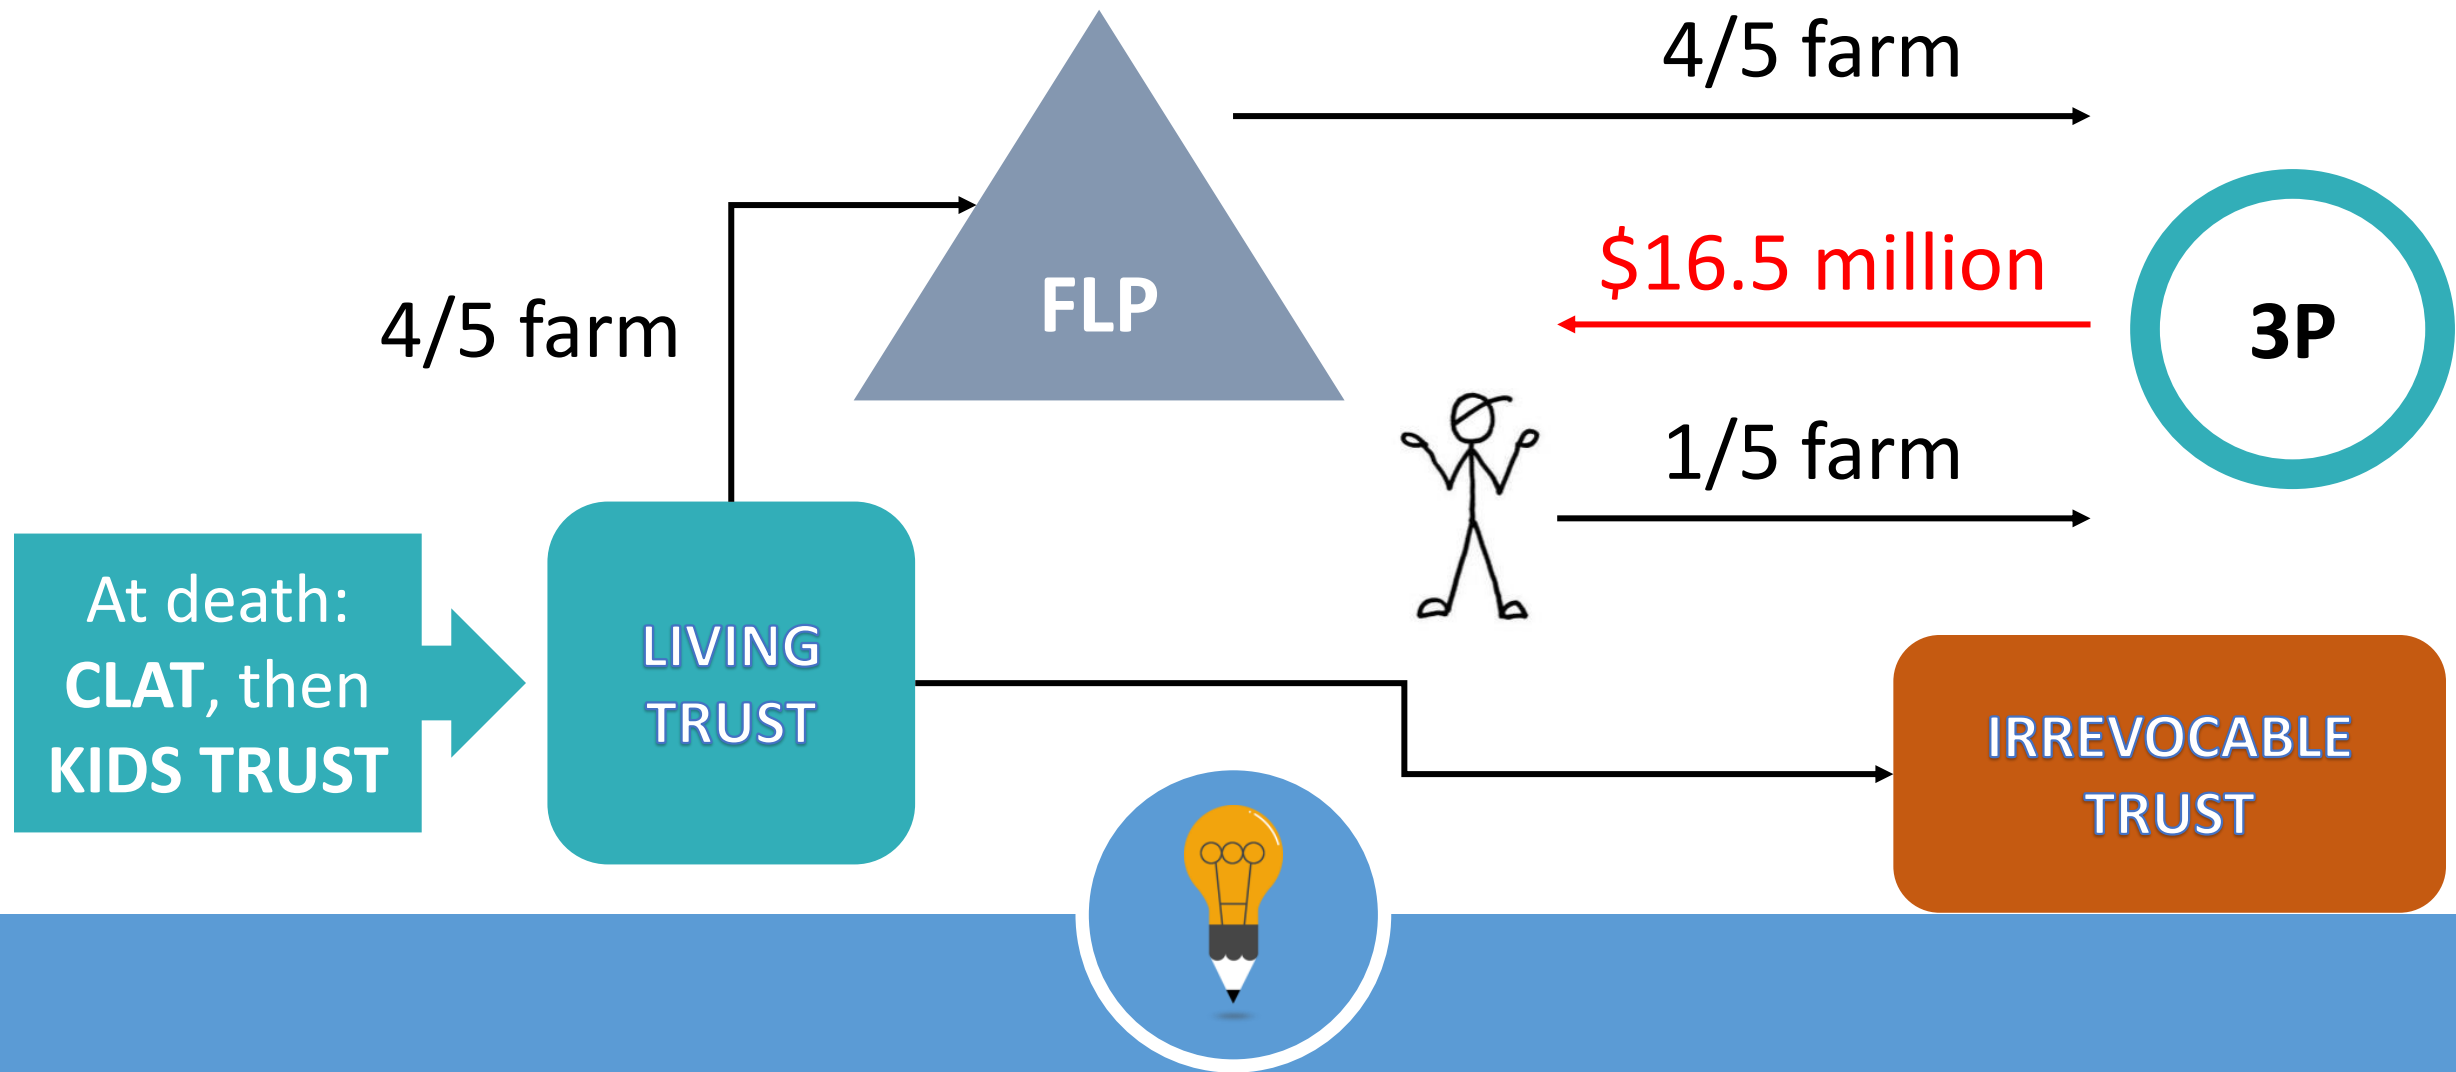 4/5 farm
$16.5 million
3P
FLP
4/5 farm
1/5 farm
At death:
CLAT, then
KIDS TRUST
LIVING
TRUST
IRREVOCABLE
TRUST